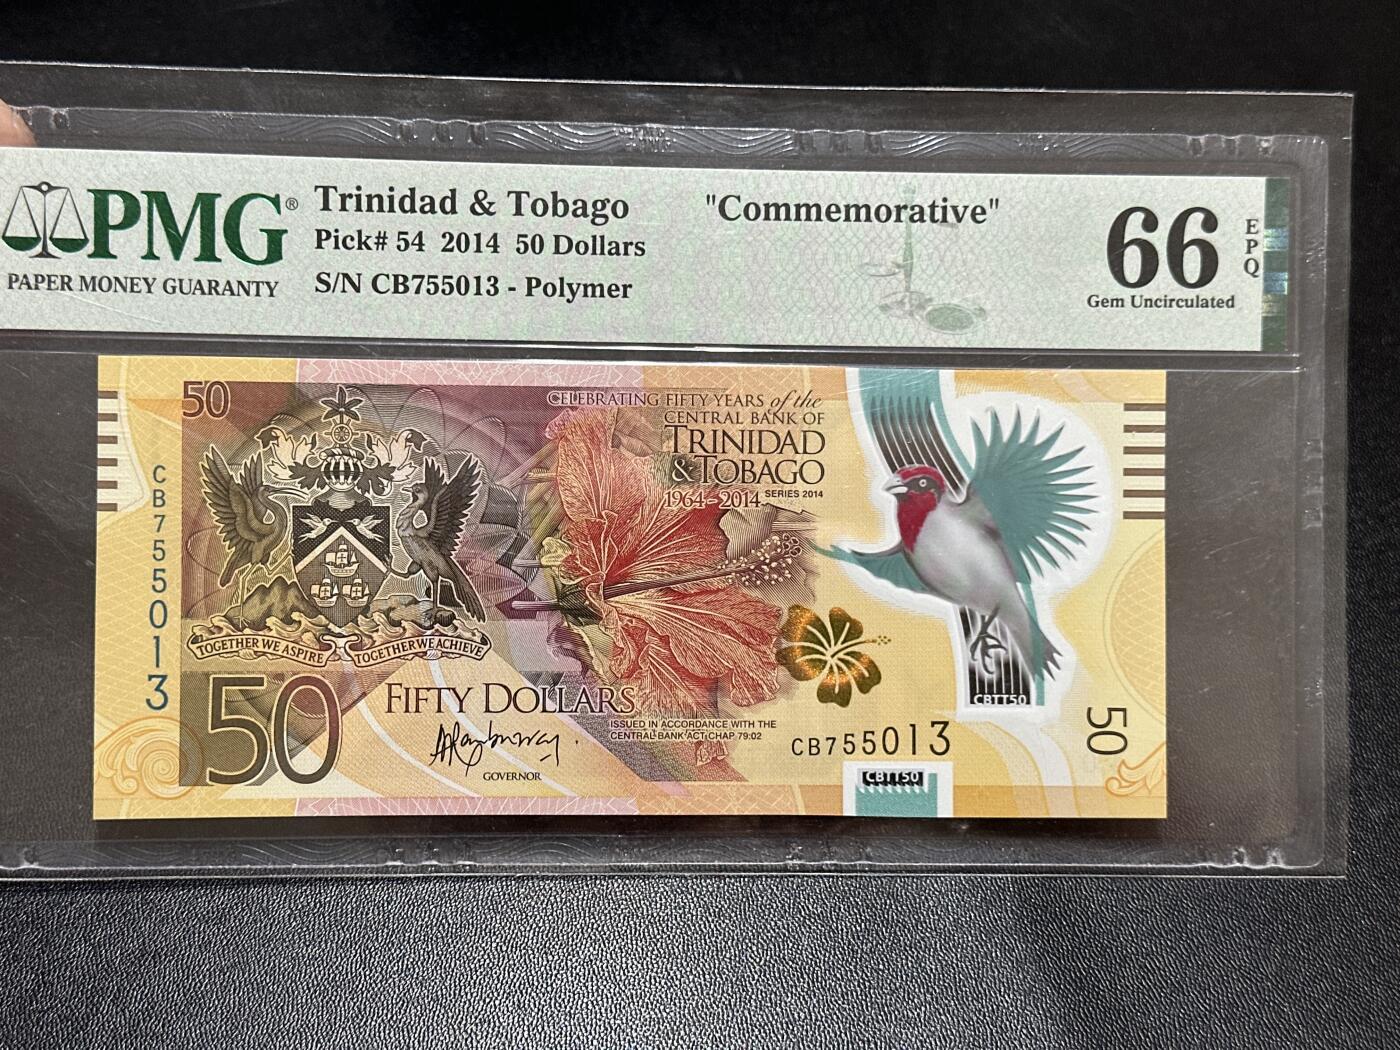 PMG®
PAPER MONEY GUARANTY
Trinidad & Tobago
Pick# 54 2014 50 Dollars
S/N CB755013 - Polymer
"Commemorative"
66
EPQ
Gem Uncirculated
50
CELEBRATING FIFTY YEARS of the
CENTRAL BANK OF
TRINIDAD
& TOBAGO
1964-2014 SERIES 2014
CB755013
TOGETHER WE ASPIRE
TOGETHER WE ACHIEVE
50
FIFTY DOLLARS
ISSUED IN ACCORDANCE WITH THE
CENTRAL BANK ACT CHAP 79:02
GOVERNOR
CB755013
CBTT50
CBTT50
50